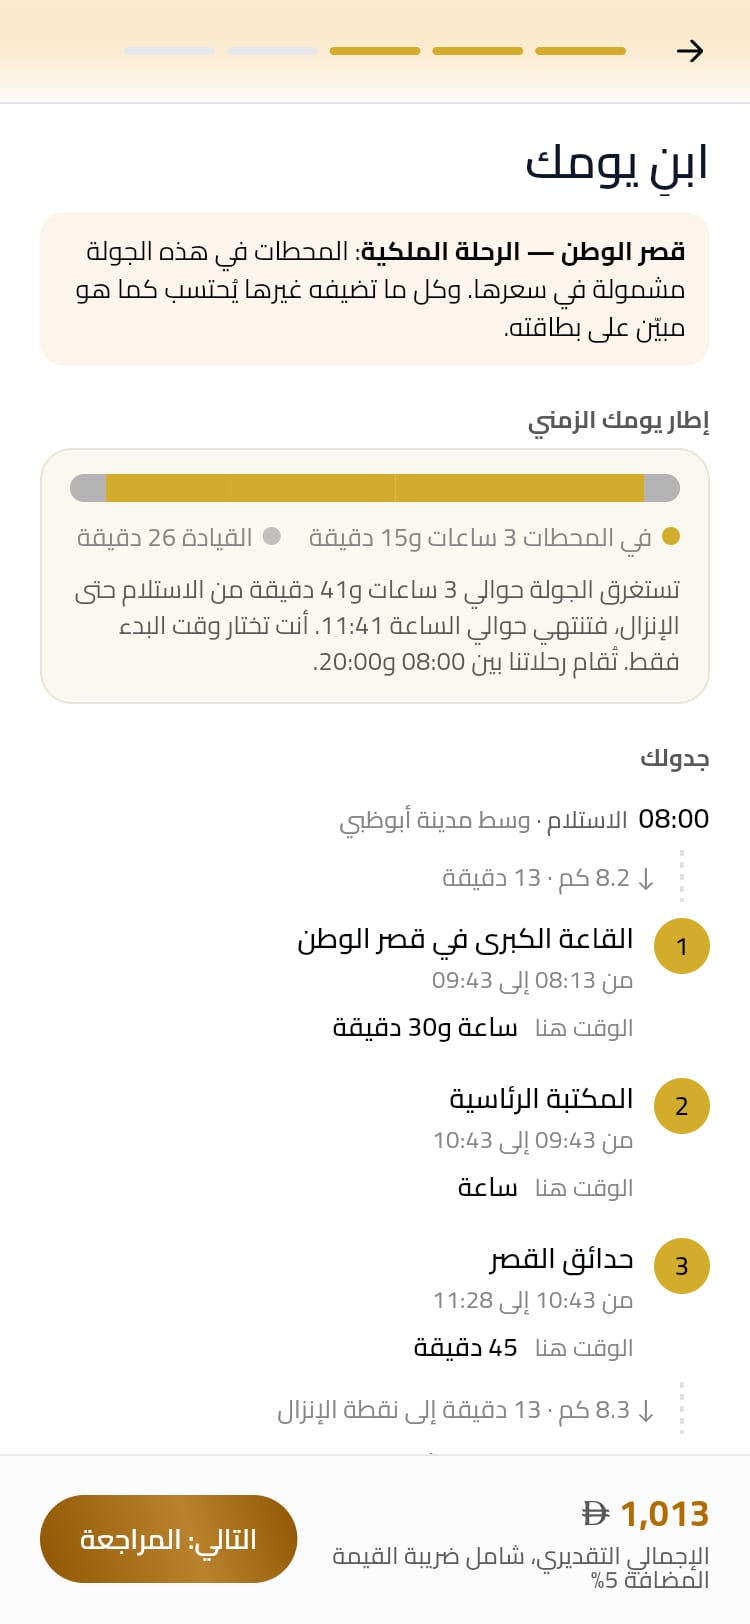 ابنِ يومك
قصر الوطن — الرحلة الملكية: المحطات في هذه الجولة
مشمولة في سعرها. وكل ما تضيفه غيرها يُحتسب كما هو
مبيّن على بطاقته.
إطار يومك الزمني
في المحطات 3 ساعات و15 دقيقة القيادة 26 دقيقة
تستغرق الجولة حوالي 3 ساعات و41 دقيقة من الاستلام حتى
الإنزال، فتنتهي حوالي الساعة 11:41. أنت تختار وقت البدء
فقط. تُقام رحلاتنا بين 08:00 و20:00.
جدولك
08:00 الاستلام · وسط مدينة أبوظبي
↓ 8.2 كم · 13 دقيقة
1 القاعة الكبرى في قصر الوطن
من 08:13 إلى 09:43
الوقت هنا ساعة و30 دقيقة
2 المكتبة الرئاسية
من 09:43 إلى 10:43
الوقت هنا ساعة
3 حدائق القصر
من 10:43 إلى 11:28
الوقت هنا 45 دقيقة
↓ 8.3 كم · 13 دقيقة إلى نقطة الإنزال
1,013
الإجمالي التقديري، شامل ضريبة القيمة
المضافة 5%
التالي: المراجعة